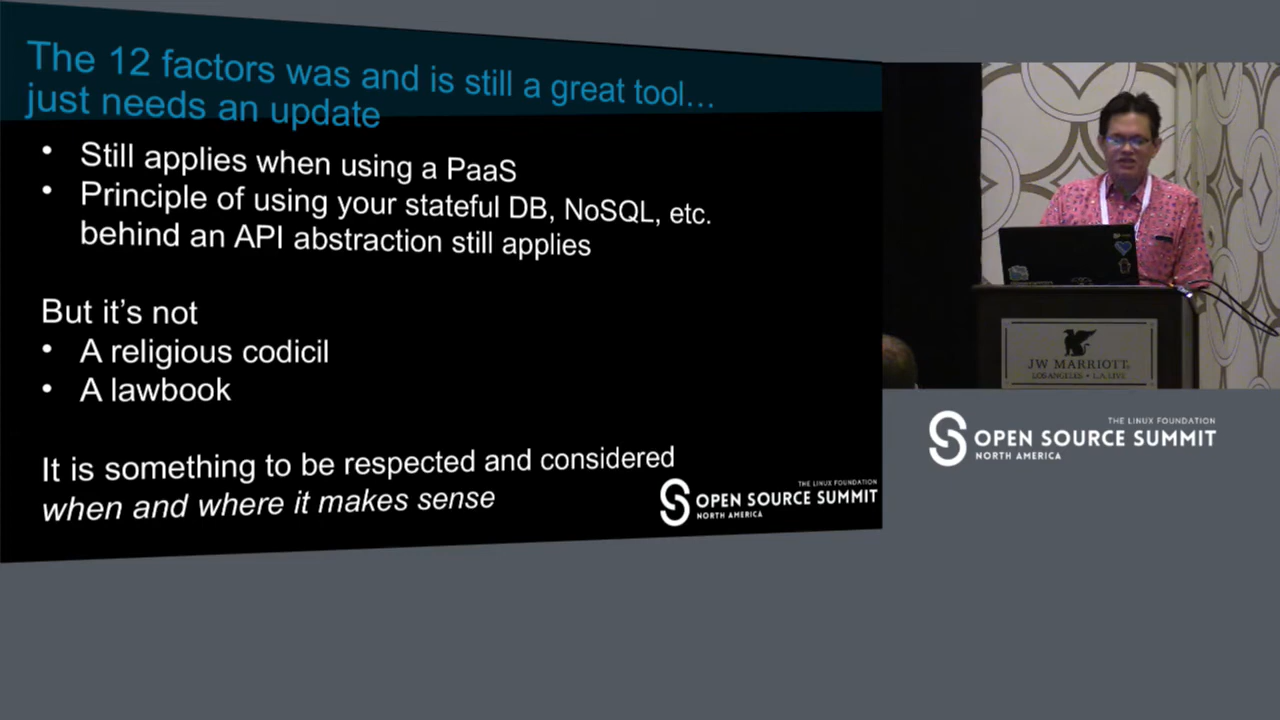 The 12 factors was and is still a great tool…
just needs an update
• Still applies when using a PaaS
• Principle of using your stateful DB, NoSQL, etc.
behind an API abstraction still applies
But it’s not
• A religious codicil
• A lawbook
It is something to be respected and considered
when and where it makes sense
THE LINUX FOUNDATION
OPEN SOURCE SUMMIT
NORTH AMERICA
JW MARRIOTT
LOS ANGELES • L.A. LIVE
THE LINUX FOUNDATION
OPEN SOURCE SUMMIT
NORTH AMERICA